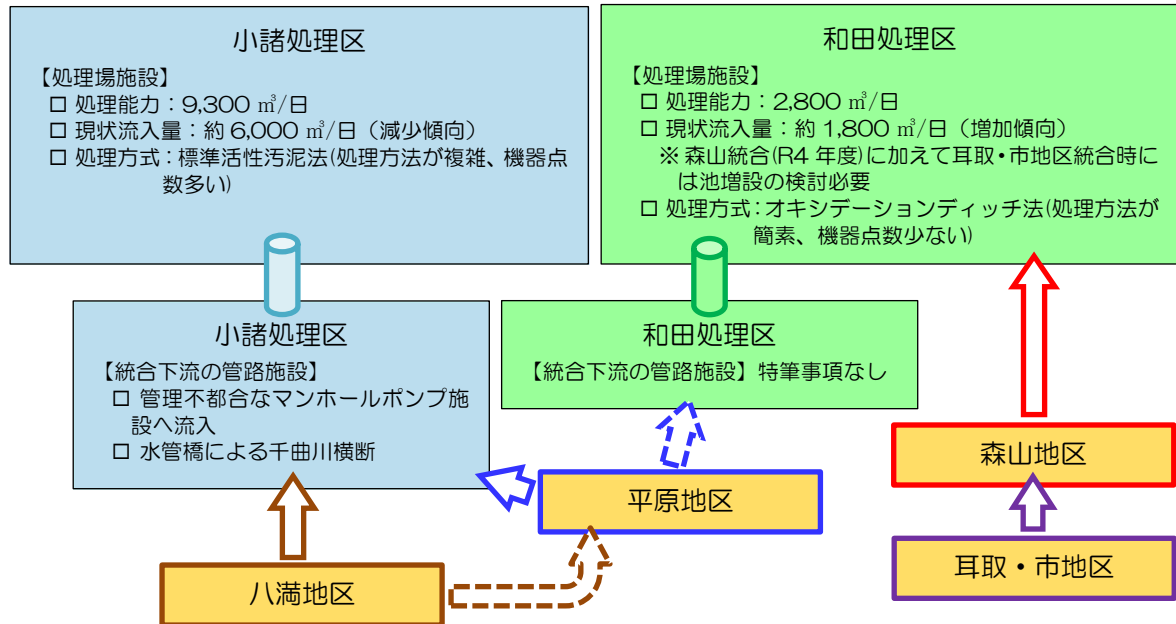 小諸処理区
【処理場施設】
□ 処理能力：9,300 ㎥/日
□ 現状流入量：約 6,000 ㎥/日（減少傾向）
□ 処理方式：標準活性汚泥法(処理方法が複雑、機器点
数多い)
和田処理区
【処理場施設】
□ 処理能力：2,800 ㎥/日
□ 現状流入量：約 1,800 ㎥/日（増加傾向）
※ 森山統合(R4 年度)に加えて耳取・市地区統合時に
は池増設の検討必要
□ 処理方式：オキシデーションディッチ法(処理方法が
簡素、機器点数少ない)
小諸処理区
【統合下流の管路施設】
□ 管理不都合なマンホールポンプ施
設へ流入
□ 水管橋による千曲川横断
和田処理区
【統合下流の管路施設】特筆事項なし
森山地区
平原地区
耳取・市地区
八満地区